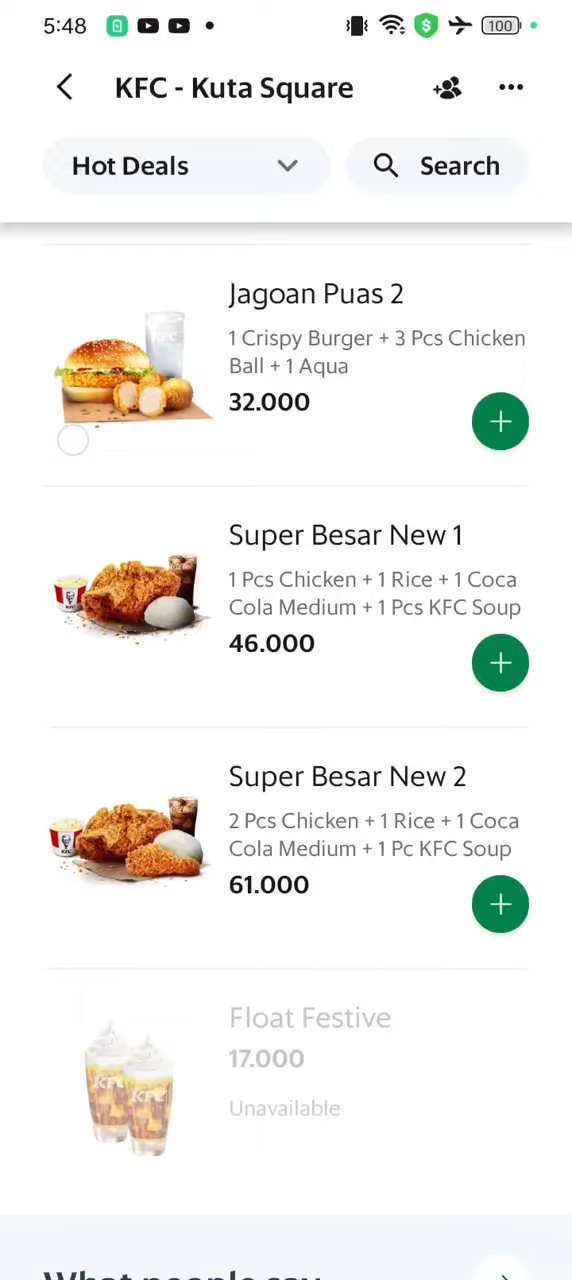 5:48
100
KFC - Kuta Square
Hot Deals
Search
Jagoan Puas 2
1 Crispy Burger + 3 Pcs Chicken
Ball + 1 Aqua
32.000
Super Besar New 1
1 Pcs Chicken + 1 Rice + 1 Coca
Cola Medium + 1 Pcs KFC Soup
46.000
Super Besar New 2
2 Pcs Chicken + 1 Rice + 1 Coca
Cola Medium + 1 Pc KFC Soup
61.000
Float Festive
17.000
Unavailable
KFC
KFC
What people say